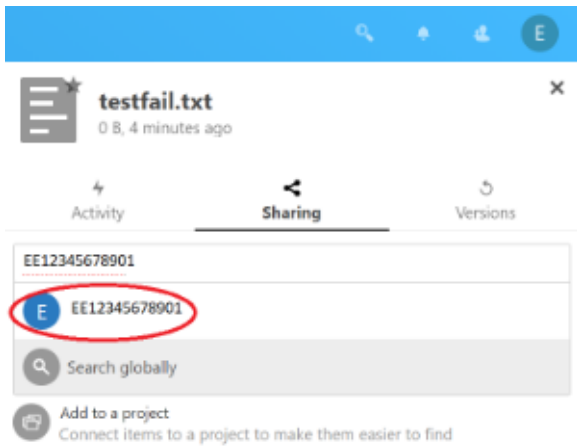 E
testfail.txt
0 B, 4 minutes ago
Activity Sharing Versions
EE12345678901
E EE12345678901
Search globally
Add to a project
Connect items to a project to make them easier to find